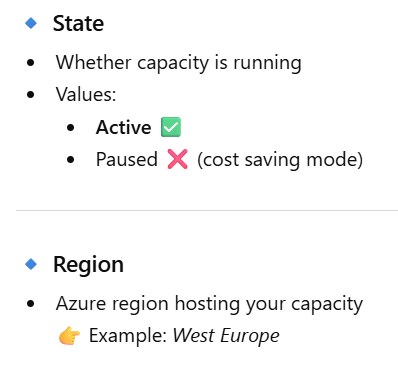 🔹 State
• Whether capacity is running
• Values:
• Active ✅
• Paused ❌ (cost saving mode)
🔹 Region
• Azure region hosting your capacity
👉 Example: West Europe